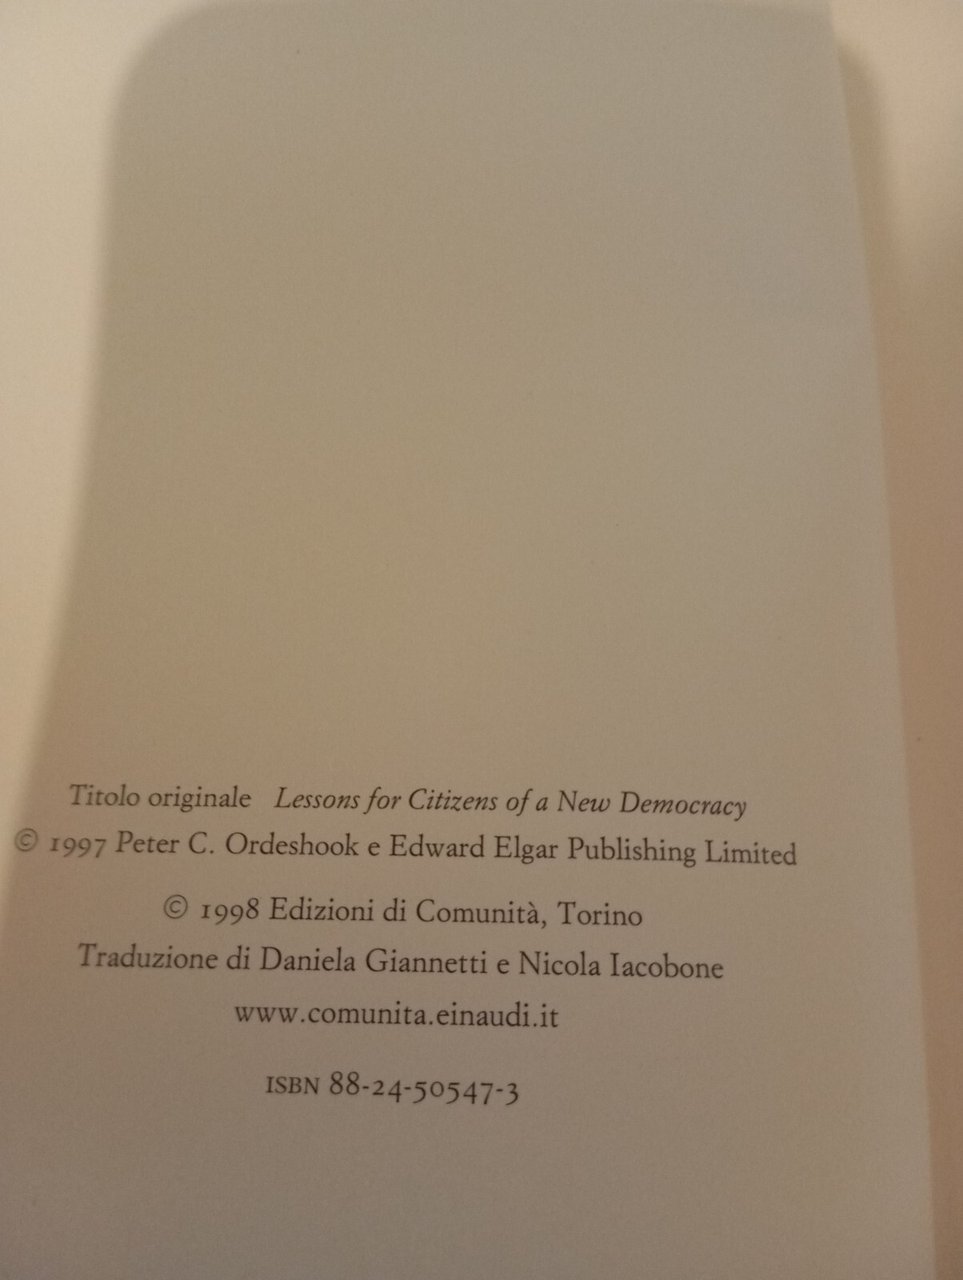 Titolo originale Lessons for Citizens of a New Democracy
© 1997 Peter C. Ordeshook e Edward Elgar Publishing Limited
© 1998 Edizioni di Comunità, Torino
Traduzione di Daniela Giannetti e Nicola Iacobone
www.comunita.einaudi.it
ISBN 88-24-50547-3